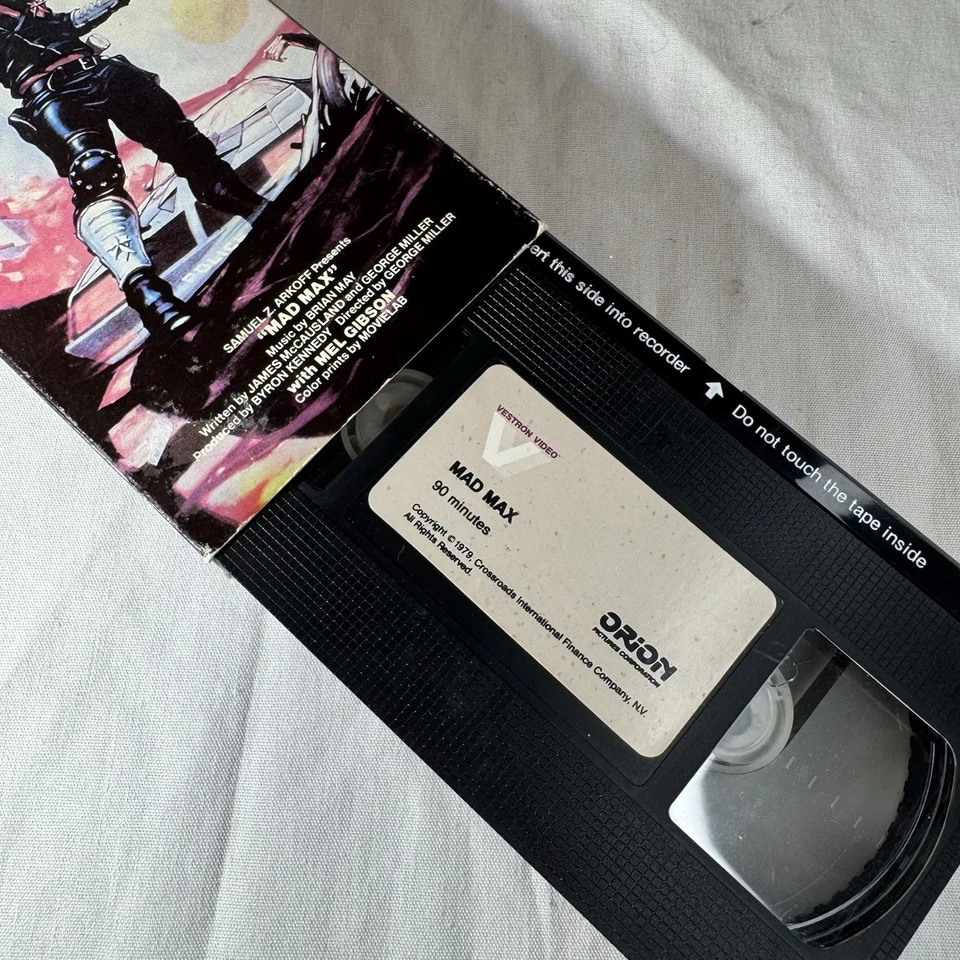 SAMUEL Z. ARKOFF Presents
"MAD MAX"
Music by BRIAN MAY
Written by JAMES McCAUSLAND and GEORGE MILLER
Produced by BYRON KENNEDY Directed by GEORGE MILLER
with MEL GIBSON
Color prints by MOVIELAB
ert this side into recorder
Do not touch the tape inside
VESTRON VIDEO™
MAD MAX
90 minutes
Copyright © 1979, Crossroads International Finance Company, N.V.
All Rights Reserved.
ORION
PICTURES CORPORATION